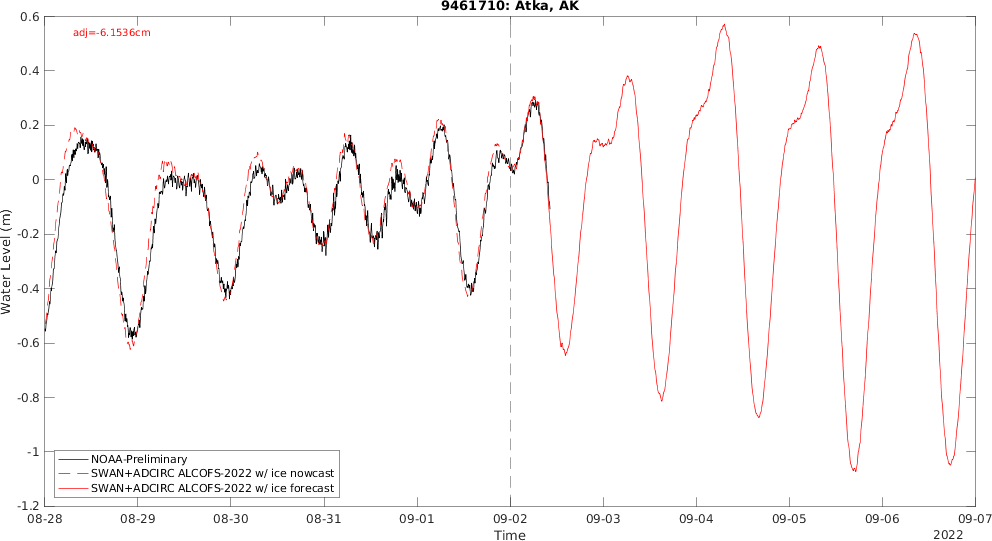 9461710: Atka, AK
adj=-6.1536cm
0.6
0.4
0.2
0
-0.2
-0.4
-0.6
-0.8
-1
-1.2
Water Level (m)
NOAA-Preliminary
SWAN+ADCIRC ALCOFS-2022 w/ ice nowcast
SWAN+ADCIRC ALCOFS-2022 w/ ice forecast
08-28 08-29 08-30 08-31 09-01 09-02 09-03 09-04 09-05 09-06 09-07
Time
2022